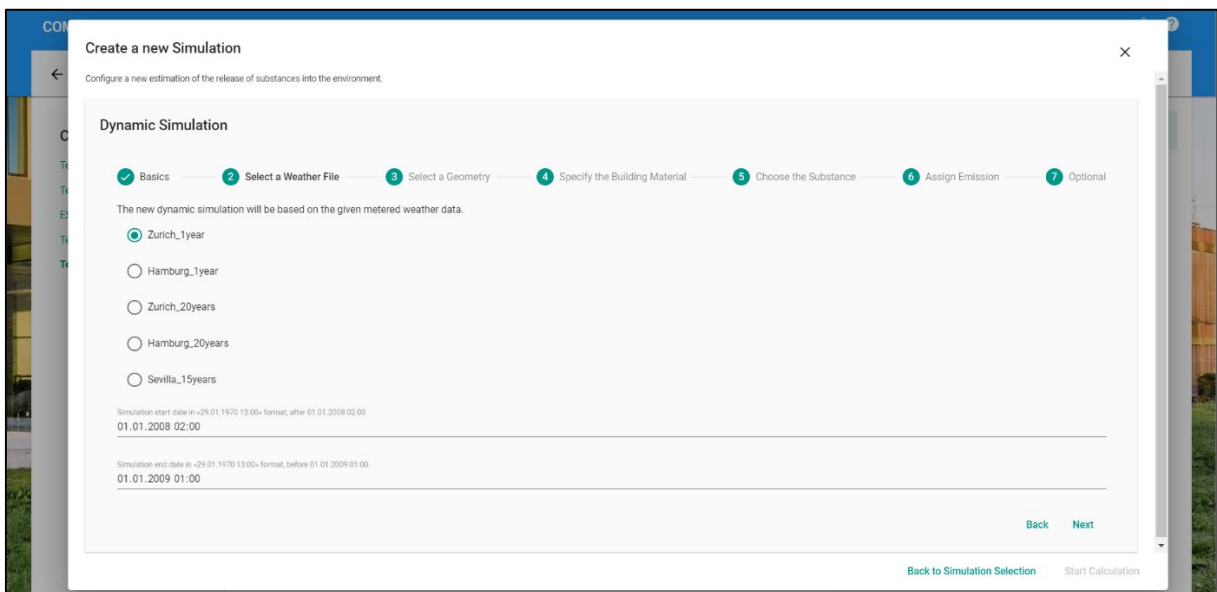 CON
Create a new Simulation
Configure a new estimation of the release of substances into the environment.
Dynamic Simulation
Basics 2 Select a Weather File 3 Select a Geometry 4 Specify the Building Material 5 Choose the Substance 6 Assign Emission 7 Optional
The new dynamic simulation will be based on the given metered weather data.
Zurich_1year
Hamburg_1year
Zurich_20years
Hamburg_20years
Sevilla_15years
Simulation start date in «29.01.1970 13:00» format, after 01.01.2008 02:00.
01.01.2008 02:00
Simulation end date in «29.01.1970 13:00» format, before 01.01.2009 01:00.
01.01.2009 01:00
Back Next
Back to Simulation Selection Start Calculation